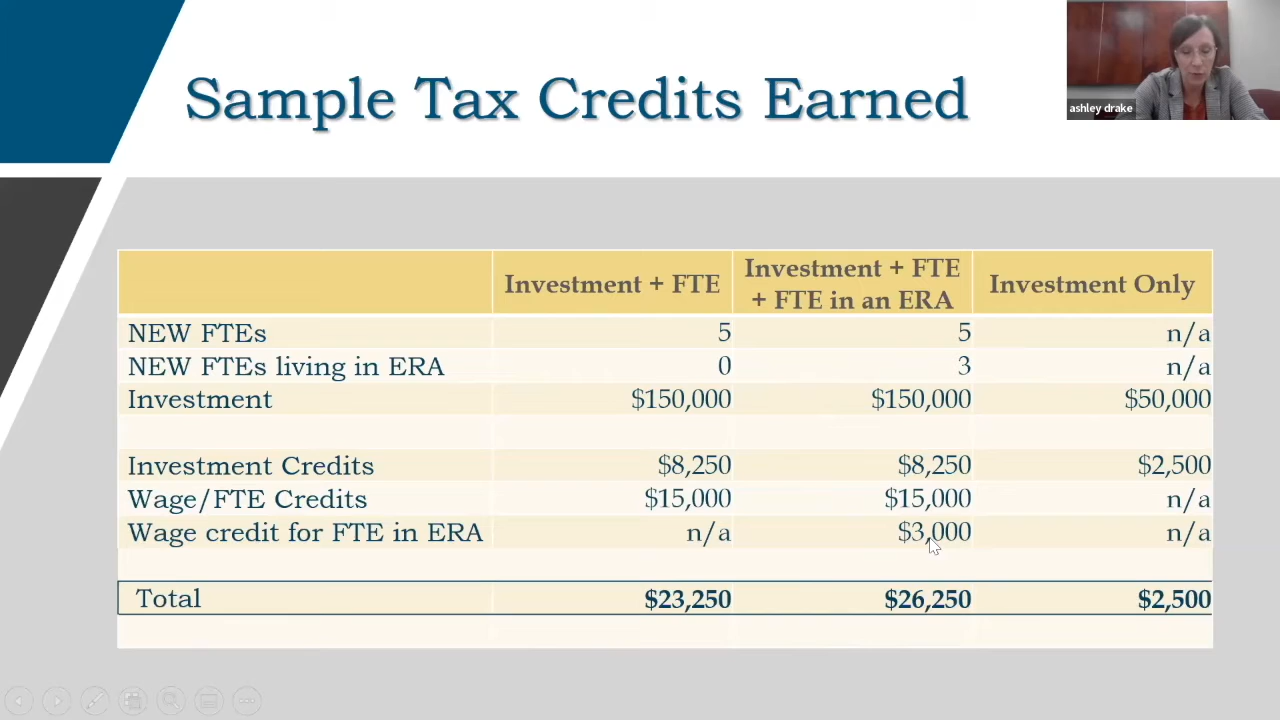 Sample Tax Credits Earned
ashley drake
Investment + FTE
Investment + FTE
+ FTE in an ERA
Investment Only
NEW FTEs 5 5 n/a
NEW FTEs living in ERA 0 3 n/a
Investment $150,000 $150,000 $50,000
Investment Credits $8,250 $8,250 $2,500
Wage/FTE Credits $15,000 $15,000 n/a
Wage credit for FTE in ERA n/a $3,000 n/a
Total $23,250 $26,250 $2,500